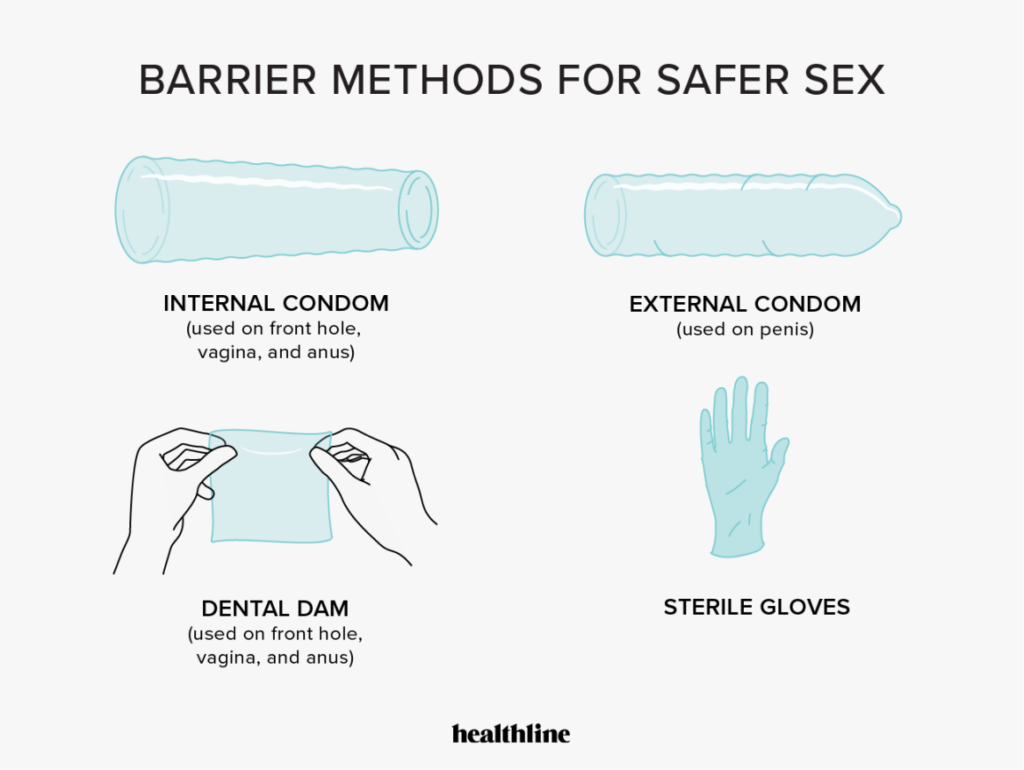 BARRIER METHODS FOR SAFER SEX
INTERNAL CONDOM
(used on front hole,
vagina, and anus)
EXTERNAL CONDOM
(used on penis)
DENTAL DAM
(used on front hole,
vagina, and anus)
STERILE GLOVES
healthline